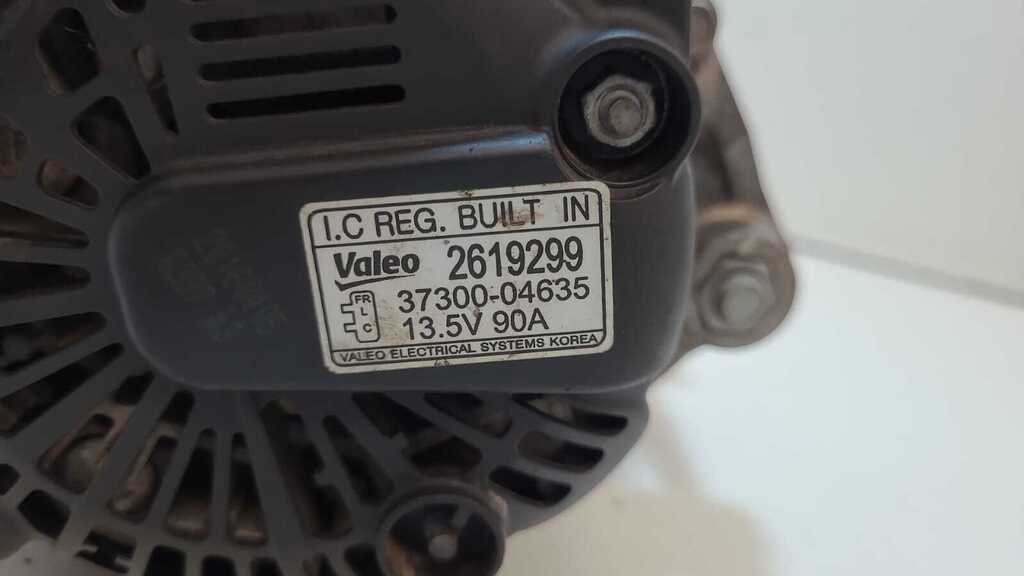 I.C REG. BUILT IN
Valeo 2619299
FR
L
C
37300-04635
13.5V 90A
VALEO ELECTRICAL SYSTEMS KOREA